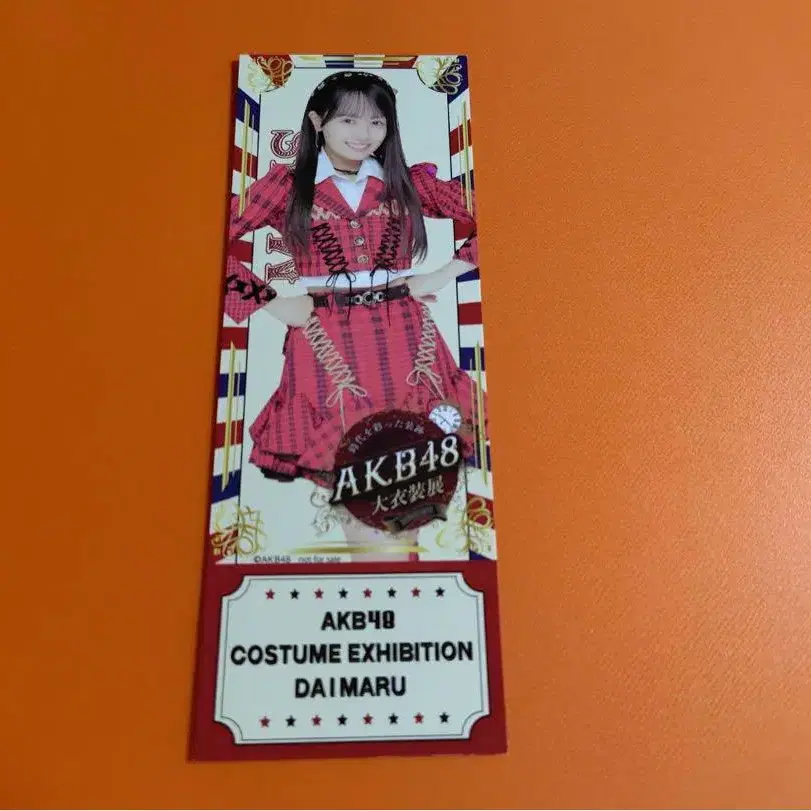 時代を彩った装跡
AKB48
大衣装展
©AKB48 not for sale
AKB48
COSTUME EXHIBITION
DAIMARU